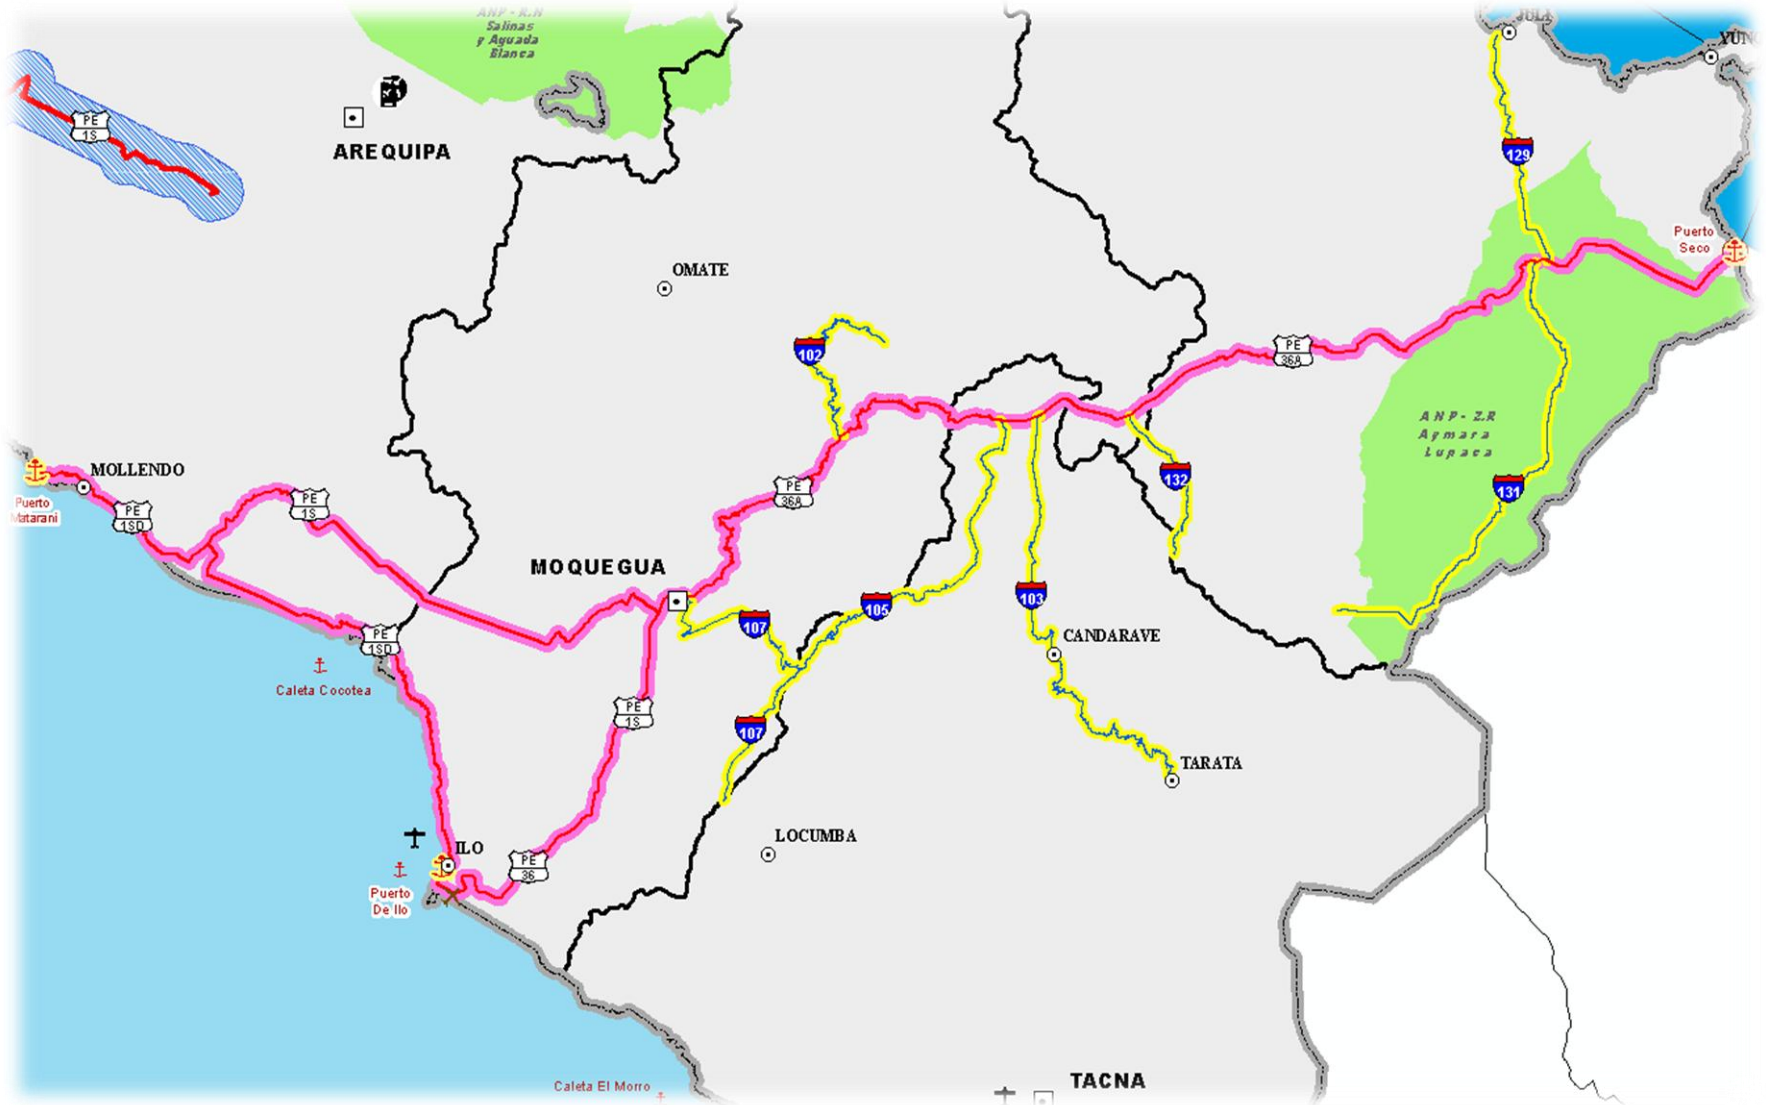 ANP - R.N
Salinas
y Aguada
Blanca
JULI
PE
1S
AREQUIPA
129
Puerto
Seco
OMATE
102
PE
36A
ANP - Z.R
Aymara
Lupaca
MOLLENDO
Puerto
Matarani
PE
1SD
PE
1S
PE
36A
132
131
MOQUEGUA
107
105
103
CANDARAVE
PE
1SD
Caleta Cocotea
PE
1S
107
TARATA
LOCUMBA
ILO
PE
36
Puerto
De Ilo
Caleta El Morro
TACNA